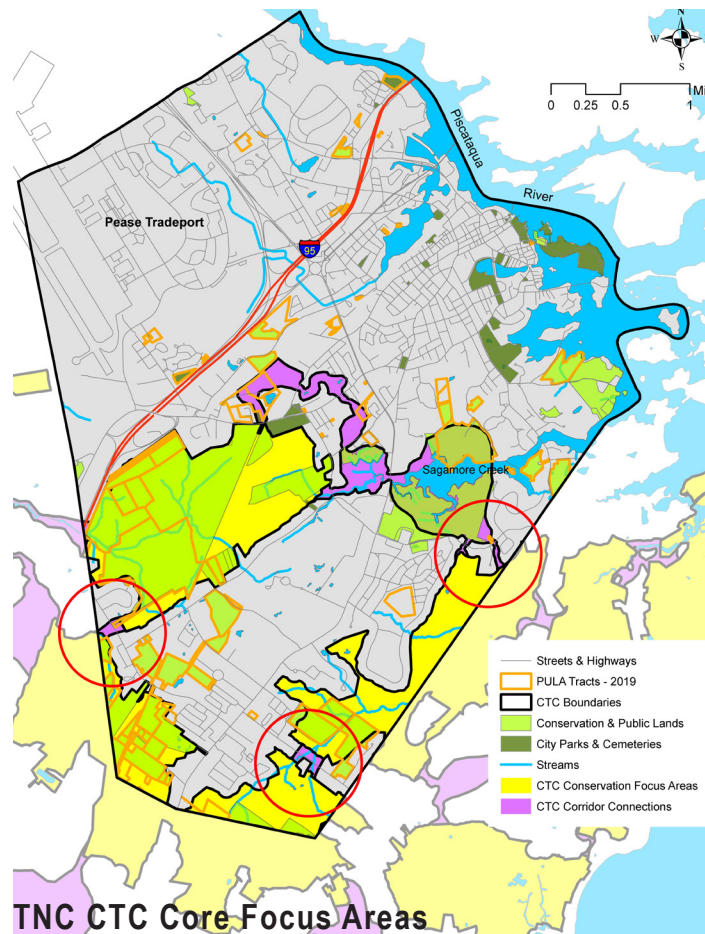 N
W E
S
Mi
0 0.25 0.5 1
Piscataqua
River
Pease Tradeport
95
Sagamore Creek
Streets & Highways
PULA Tracts - 2019
CTC Boundaries
Conservation & Public Lands
City Parks & Cemeteries
Streams
CTC Conservation Focus Areas
CTC Corridor Connections
TNC CTC Core Focus Areas